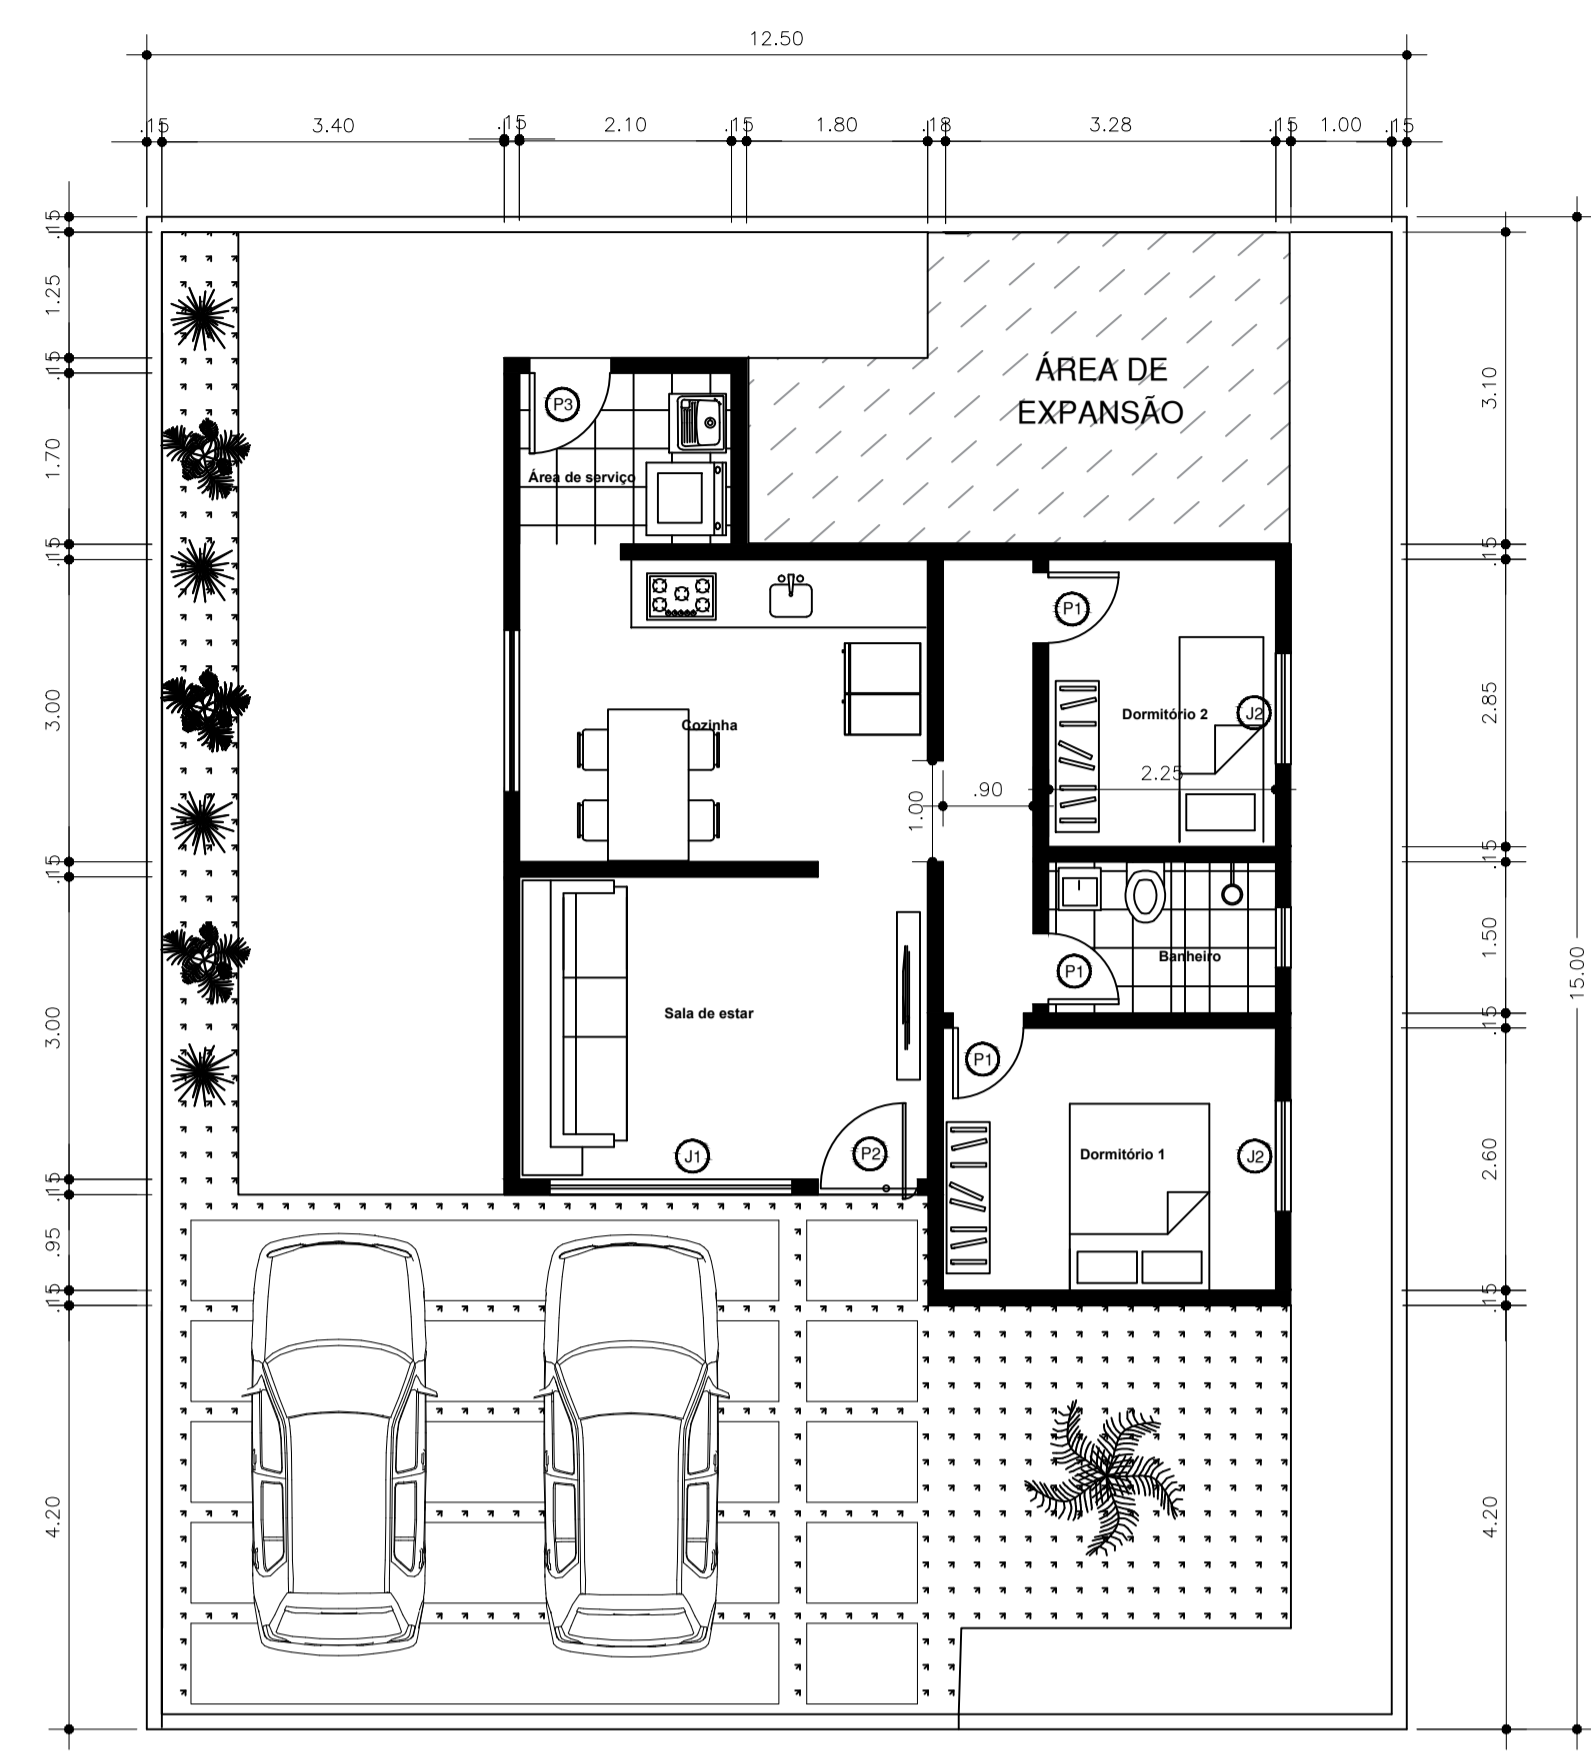 12.50
.15 3.40 .15 2.10 .15 1.80 .18 3.28 .15 1.00 .15
.15
1.25
.15
1.70
.15
3.00
.15
3.00
.15
.95
.15
4.20
ÁREA DE
EXPANSÃO
P3
Área de serviço
Cozinha
P1
Dormitório 2
J2
2.25
.90
1.00
P1
Banheiro
Sala de estar
J1
P2
P1
Dormitório 1
J2
3.10
.15
2.85
.15
1.50
.15
2.60
.15
4.20
15.00